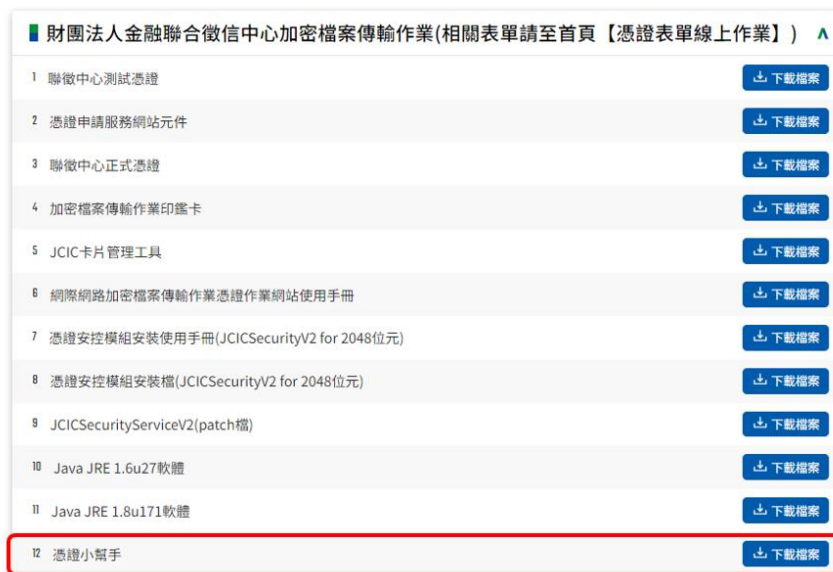 財團法人金融聯合徵信中心加密檔案傳輸作業(相關表單請至首頁【憑證表單線上作業】)
1 聯徵中心測試憑證 下載檔案
2 憑證申請服務網站元件 下載檔案
3 聯徵中心正式憑證 下載檔案
4 加密檔案傳輸作業印鑑卡 下載檔案
5 JCIC卡片管理工具 下載檔案
6 網際網路加密檔案傳輸作業憑證作業網站使用手冊 下載檔案
7 憑證安控模組安裝使用手冊(JCICSecurityV2 for 2048位元) 下載檔案
8 憑證安控模組安裝檔(JCICSecurityV2 for 2048位元) 下載檔案
9 JCICSecurityServiceV2(patch檔) 下載檔案
10 Java JRE 1.6u27軟體 下載檔案
11 Java JRE 1.8u171軟體 下載檔案
12 憑證小幫手 下載檔案